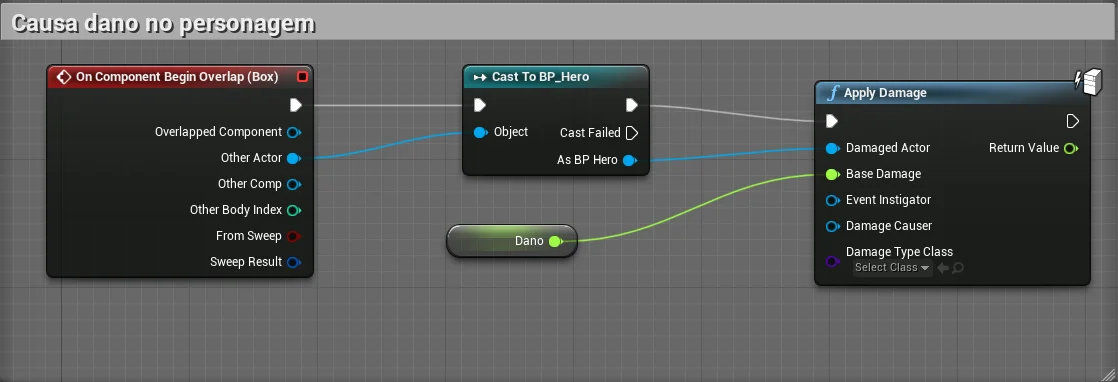 Causa dano no personagem
On Component Begin Overlap (Box)
Overlapped Component
Other Actor
Other Comp
Other Body Index
From Sweep
Sweep Result
Cast To BP_Hero
Object
Cast Failed
As BP Hero
Dano
Apply Damage
Damaged Actor
Return Value
Base Damage
Event Instigator
Damage Causer
Damage Type Class
Select Class